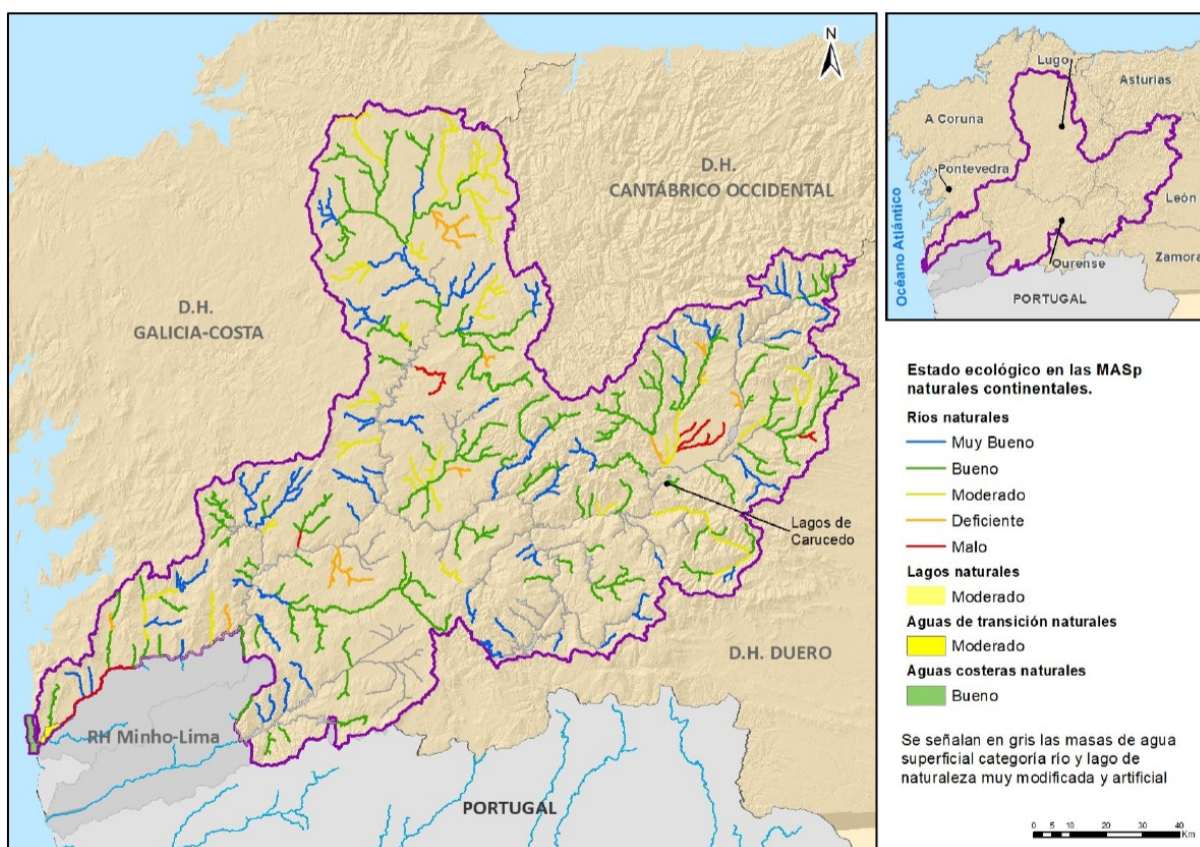 N
D.H.
CANTÁBRICO OCCIDENTAL
D.H.
GALICIA-COSTA
Lagos de
Carucedo
D.H. DUERO
RH Minho-Lima
PORTUGAL
Lugo
Asturias
A Coruña
Pontevedra
León
Océano Atlántico
Ourense
Zamora
PORTUGAL
Estado ecológico en las MASp
naturales continentales.
Ríos naturales
Muy Bueno
Bueno
Moderado
Deficiente
Malo
Lagos naturales
Moderado
Aguas de transición naturales
Moderado
Aguas costeras naturales
Bueno
Se señalan en gris las masas de agua
superficial categoría río y lago de
naturaleza muy modificada y artificial
0 5 10 20 30 40
Km